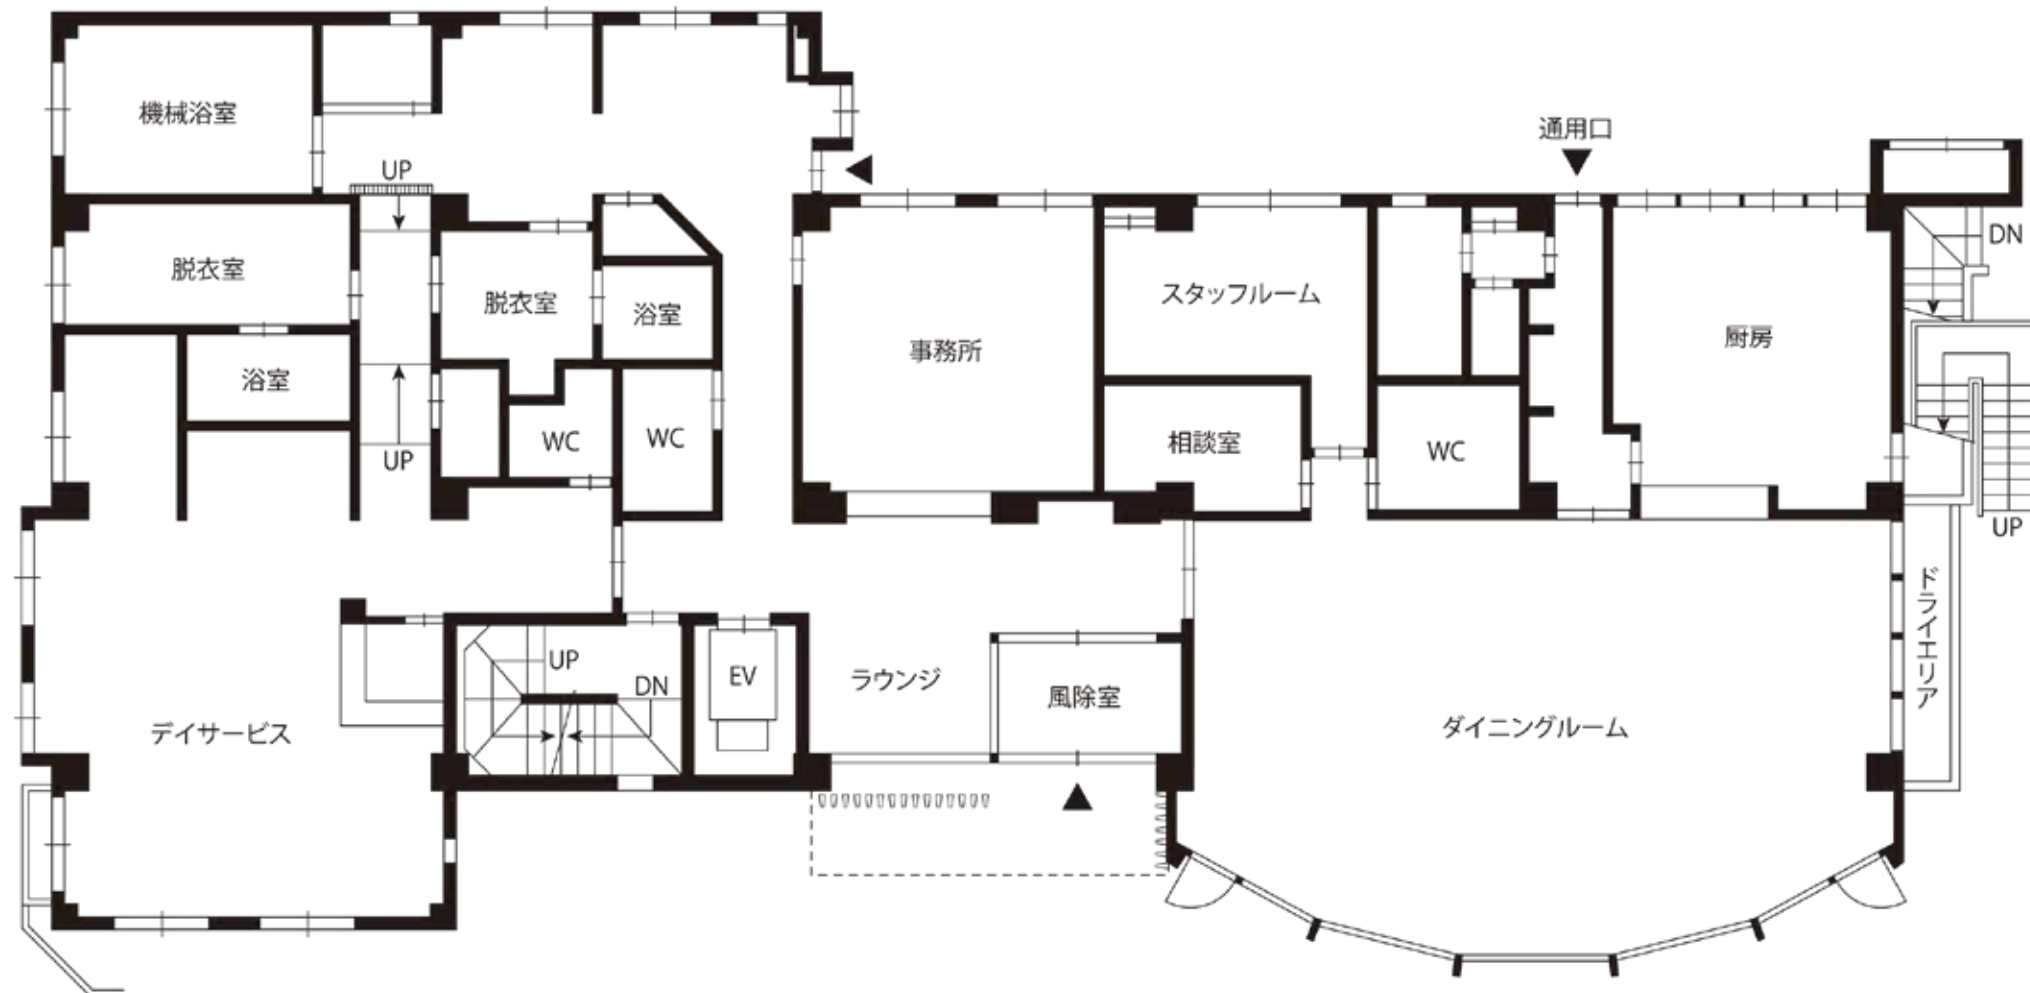 機械浴室
UP
通用口
脱衣室
脱衣室
浴室
浴室
UP
WC
WC
事務所
スタッフルーム
相談室
WC
厨房
DN
UP
ドライエリア
デイサービス
UP
DN
EV
ラウンジ
風除室
ダイニングルーム